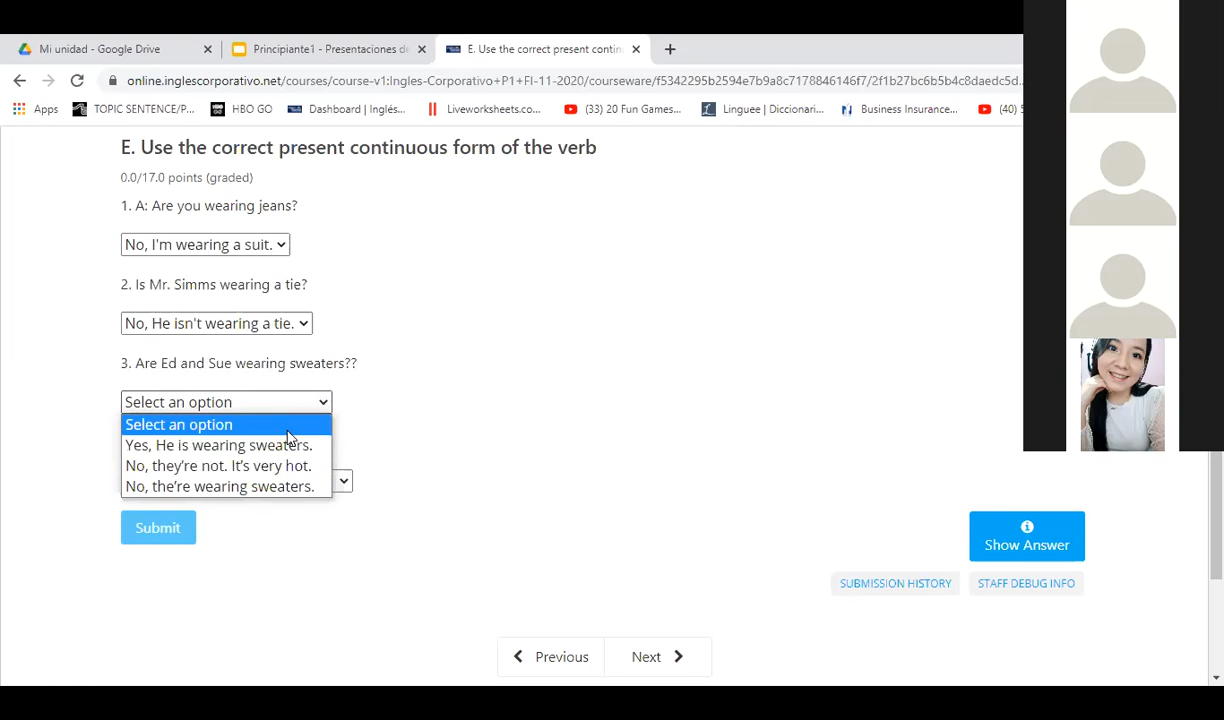 Mi unidad - Google Drive
Principiante1 - Presentaciones de
E. Use the correct present contin
online.inglescorporativo.net/courses/course-v1:Ingles-Corporativo+P1+FI-11-2020/courseware/f5342295b2594e7b9a8c7178846146f7/2f1b27bc6b5b4c8daedc5d...
Apps
TOPIC SENTENCE/P...
HBO GO
Dashboard | Inglés...
Liveworksheets.co...
(33) 20 Fun Games...
Linguee | Diccionari...
Business Insurance...
(40) 5
E. Use the correct present continuous form of the verb
0.0/17.0 points (graded)
1. A: Are you wearing jeans?
No, I'm wearing a suit.
2. Is Mr. Simms wearing a tie?
No, He isn't wearing a tie.
3. Are Ed and Sue wearing sweaters??
Select an option
Select an option
Yes, He is wearing sweaters.
No, they're not. It's very hot.
No, the're wearing sweaters.
Submit
Show Answer
SUBMISSION HISTORY
STAFF DEBUG INFO
Previous
Next